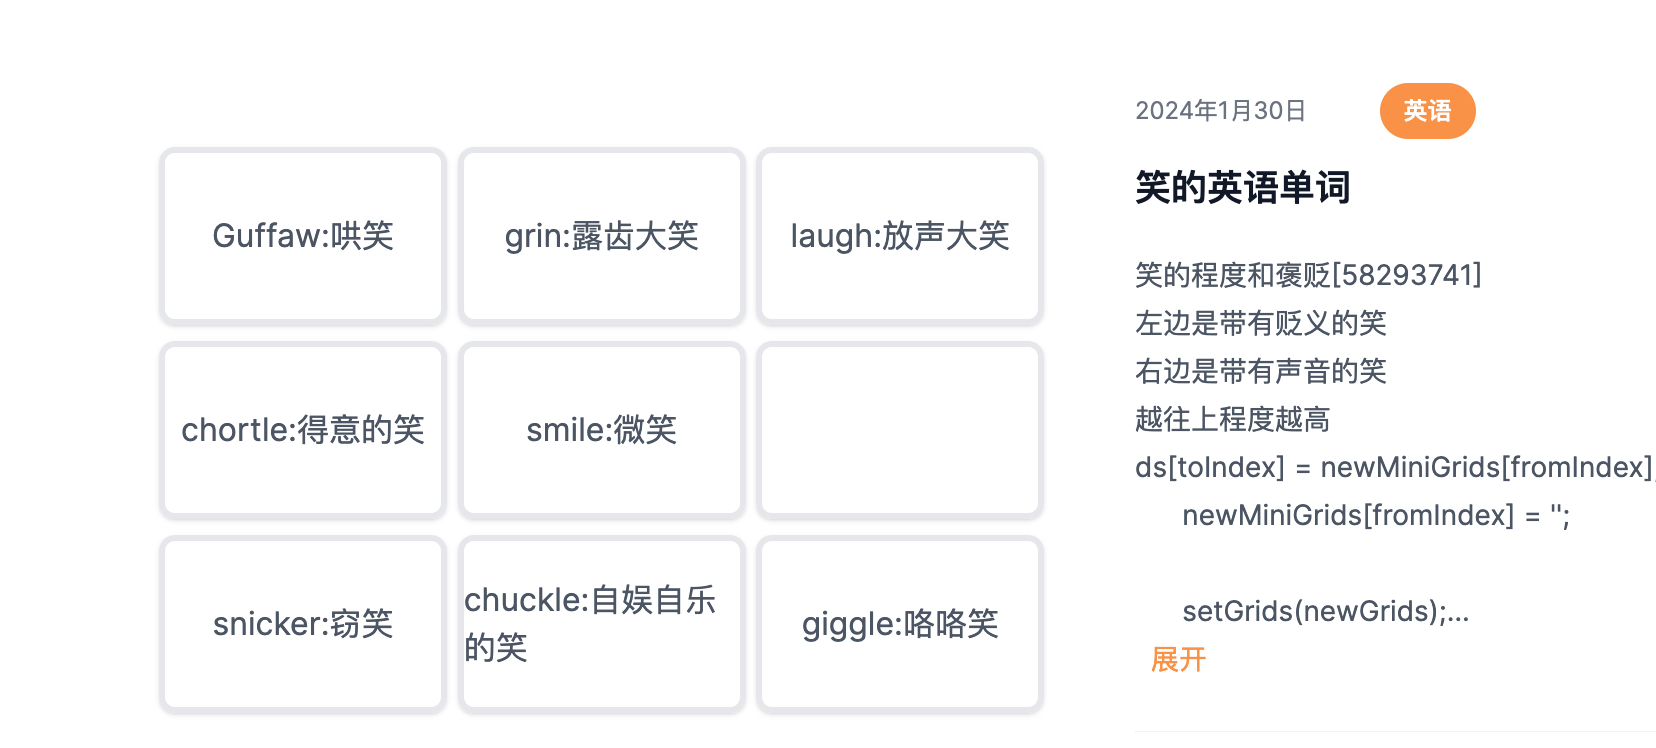 Guffaw:哄笑
grin:露齿大笑
laugh:放声大笑
chortle:得意的笑
smile:微笑
snicker:窃笑
chuckle:自娱自乐
的笑
giggle:咯咯笑
2024年1月30日
英语
笑的英语单词
笑的程度和褒贬[58293741]
左边是带有贬义的笑
右边是带有声音的笑
越往上程度越高
ds[toIndex] = newMiniGrids[fromIndex];
newMiniGrids[fromIndex] = '';
setGrids(newGrids);...
展开